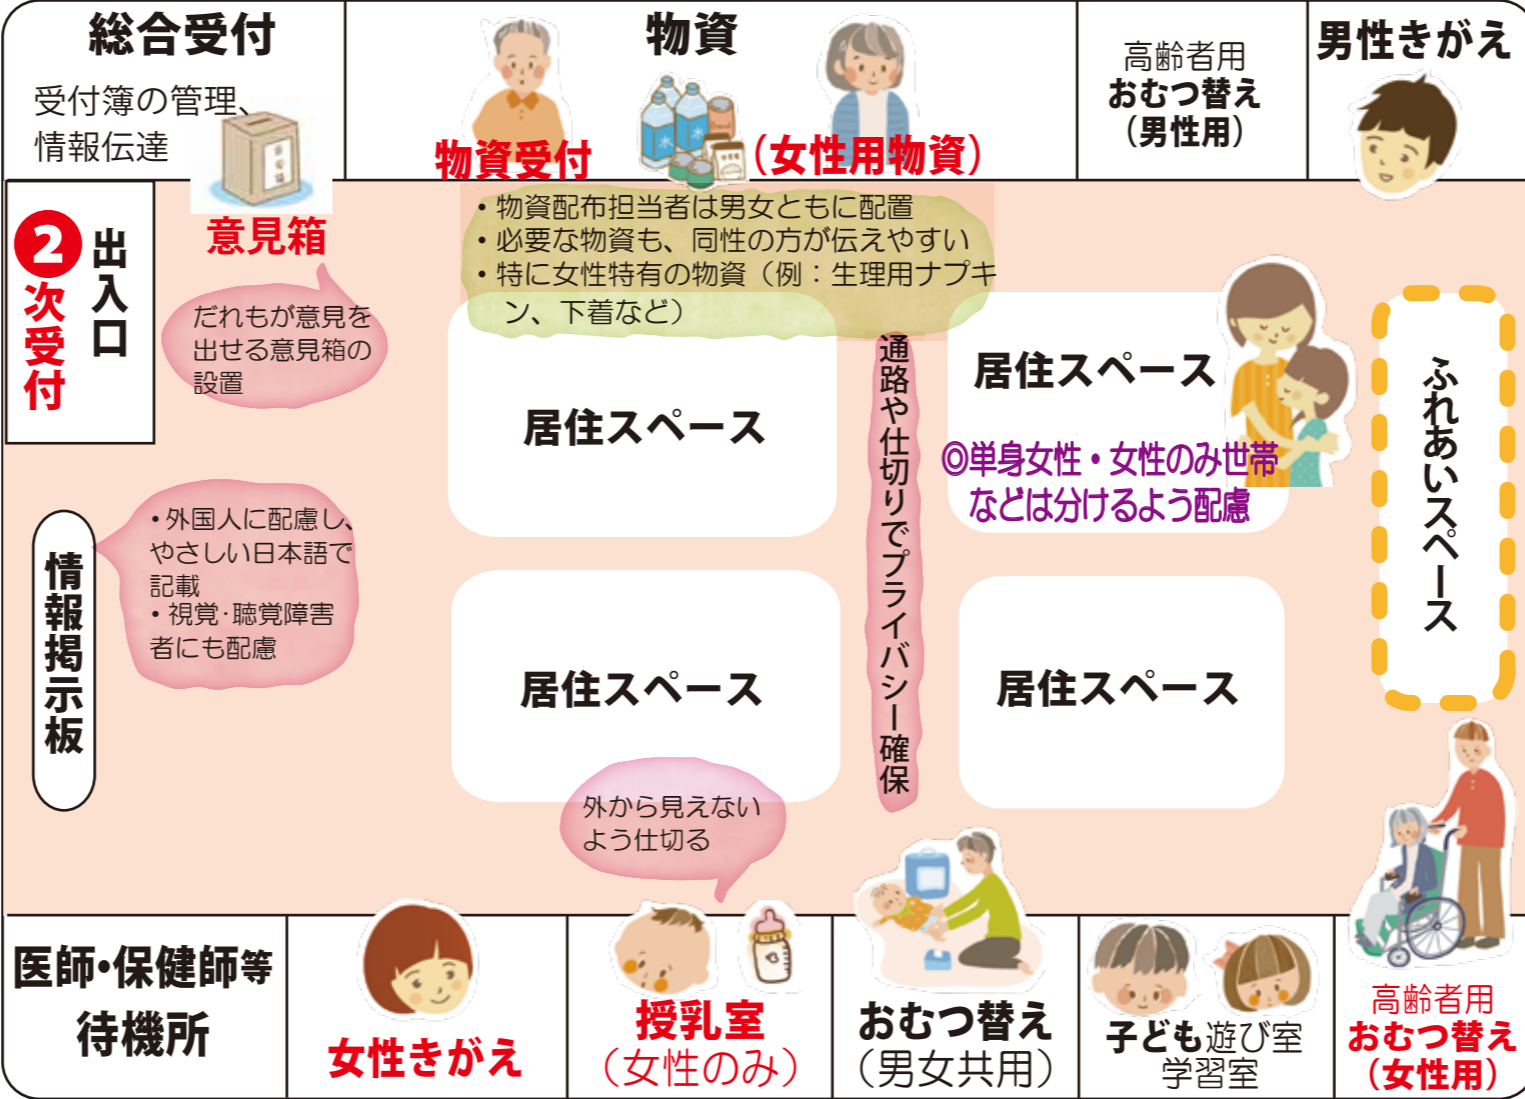 総合受付
受付簿の管理、
情報伝達
意見箱
物資
物資受付
(女性用物資)
高齢者用
おむつ替え
(男性用)
男性きがえ
2次受付
出入口
だれもが意見を
出せる意見箱の
設置
・物資配布担当者は男女ともに配置
・必要な物資も、同性の方が伝えやすい
・特に女性特有の物資（例：生理用ナプキ
ン、下着など）
居住スペース
通路や仕切りでプライバシー確保
居住スペース
◎単身女性・女性のみ世帯
などは分けるよう配慮
ふれあいスペース
情報掲示板
・外国人に配慮し、
やさしい日本語で
記載
・視覚・聴覚障害
者にも配慮
居住スペース
居住スペース
外から見えない
よう仕切る
医師・保健師等
待機所
女性きがえ
授乳室
(女性のみ)
おむつ替え
(男女共用)
子ども遊び室
学習室
高齢者用
おむつ替え
(女性用)
水
水